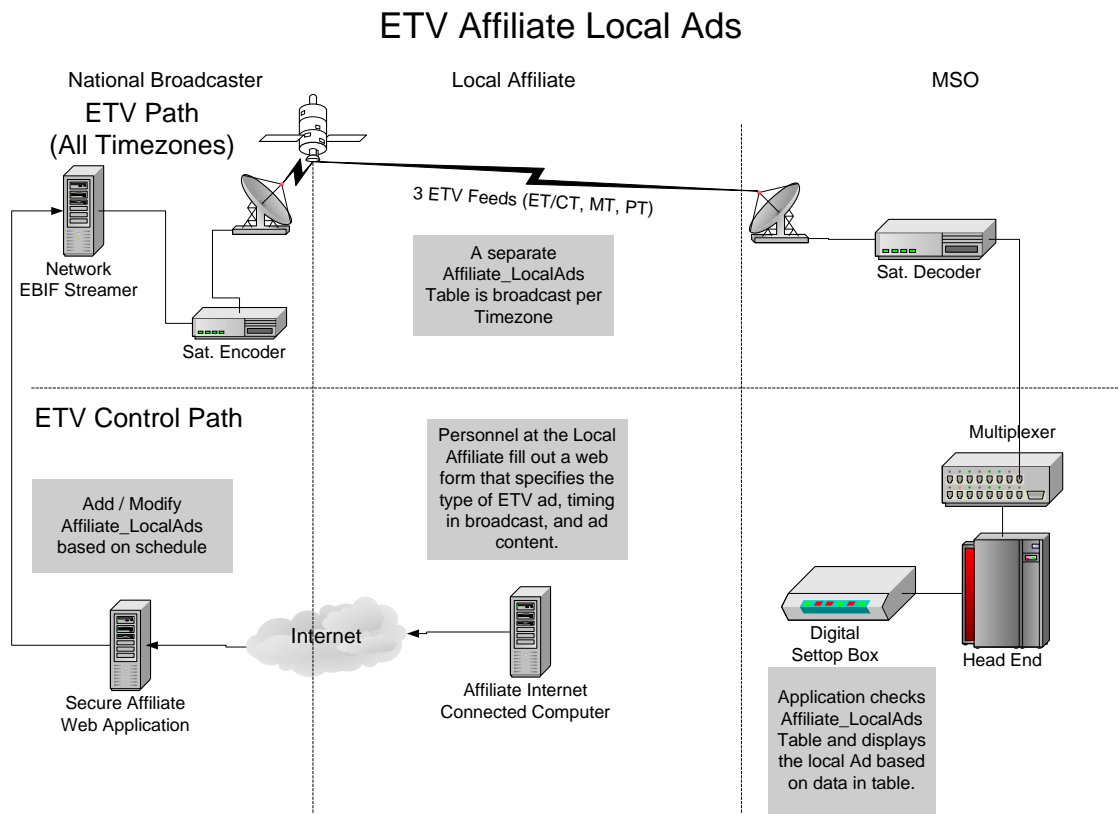 ETV Affiliate Local Ads
National Broadcaster
Local Affiliate
MSO
ETV Path
(All Timezones)
3 ETV Feeds (ET/CT, MT, PT)
Network
EBIF Streamer
Sat. Encoder
A separate
Affiliate_LocalAds
Table is broadcast per
Timezone
Sat. Decoder
ETV Control Path
Add / Modify
Affiliate_LocalAds
based on schedule
Personnel at the Local
Affiliate fill out a web
form that specifies the
type of ETV ad, timing
in broadcast, and ad
content.
Multiplexer
Internet
Secure Affiliate
Web Application
Affiliate Internet
Connected Computer
Digital
Settop Box
Head End
Application checks
Affiliate_LocalAds
Table and displays
the local Ad based
on data in table.